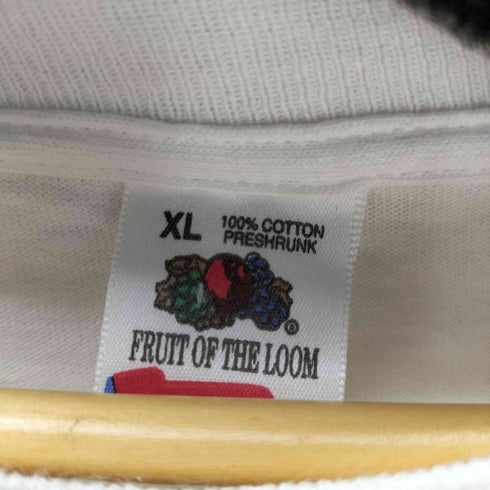 XL
100% COTTON
PRESHRUNK
®
FRUIT OF THE LOOM